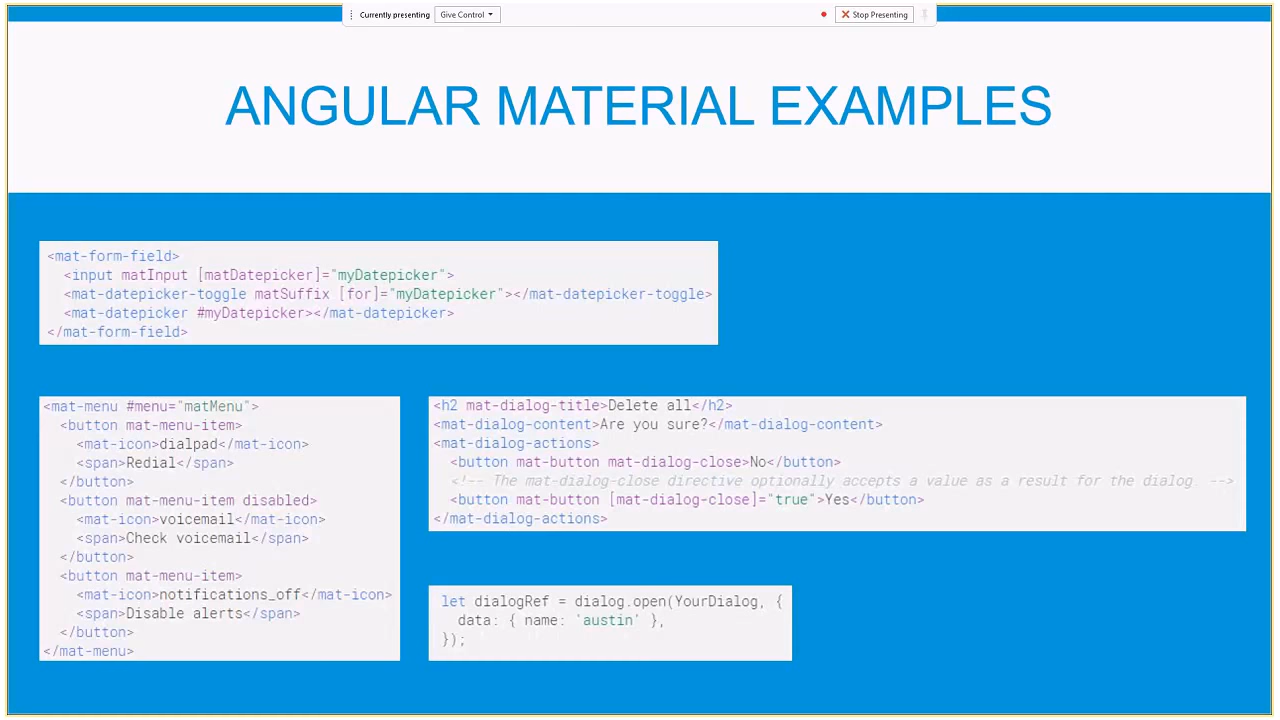 Currently presenting Give Control Stop Presenting
ANGULAR MATERIAL EXAMPLES
<mat-form-field>
  <input matInput [matDatepicker]="myDatepicker">
  <mat-datepicker-toggle matSuffix [for]="myDatepicker"></mat-datepicker-toggle>
  <mat-datepicker #myDatepicker></mat-datepicker>
</mat-form-field>
<mat-menu #menu="matMenu">
  <button mat-menu-item>
    <mat-icon>dialpad</mat-icon>
    <span>Redial</span>
  </button>
  <button mat-menu-item disabled>
    <mat-icon>voicemail</mat-icon>
    <span>Check voicemail</span>
  </button>
  <button mat-menu-item>
    <mat-icon>notifications_off</mat-icon>
    <span>Disable alerts</span>
  </button>
</mat-menu>
<h2 mat-dialog-title>Delete all</h2>
<mat-dialog-content>Are you sure?</mat-dialog-content>
<mat-dialog-actions>
  <button mat-button mat-dialog-close>No</button>
  <!-- The mat-dialog-close directive optionally accepts a value as a result for the dialog. -->
  <button mat-button [mat-dialog-close]="true">Yes</button>
</mat-dialog-actions>
let dialogRef = dialog.open(YourDialog, {
  data: { name: 'austin' },
});